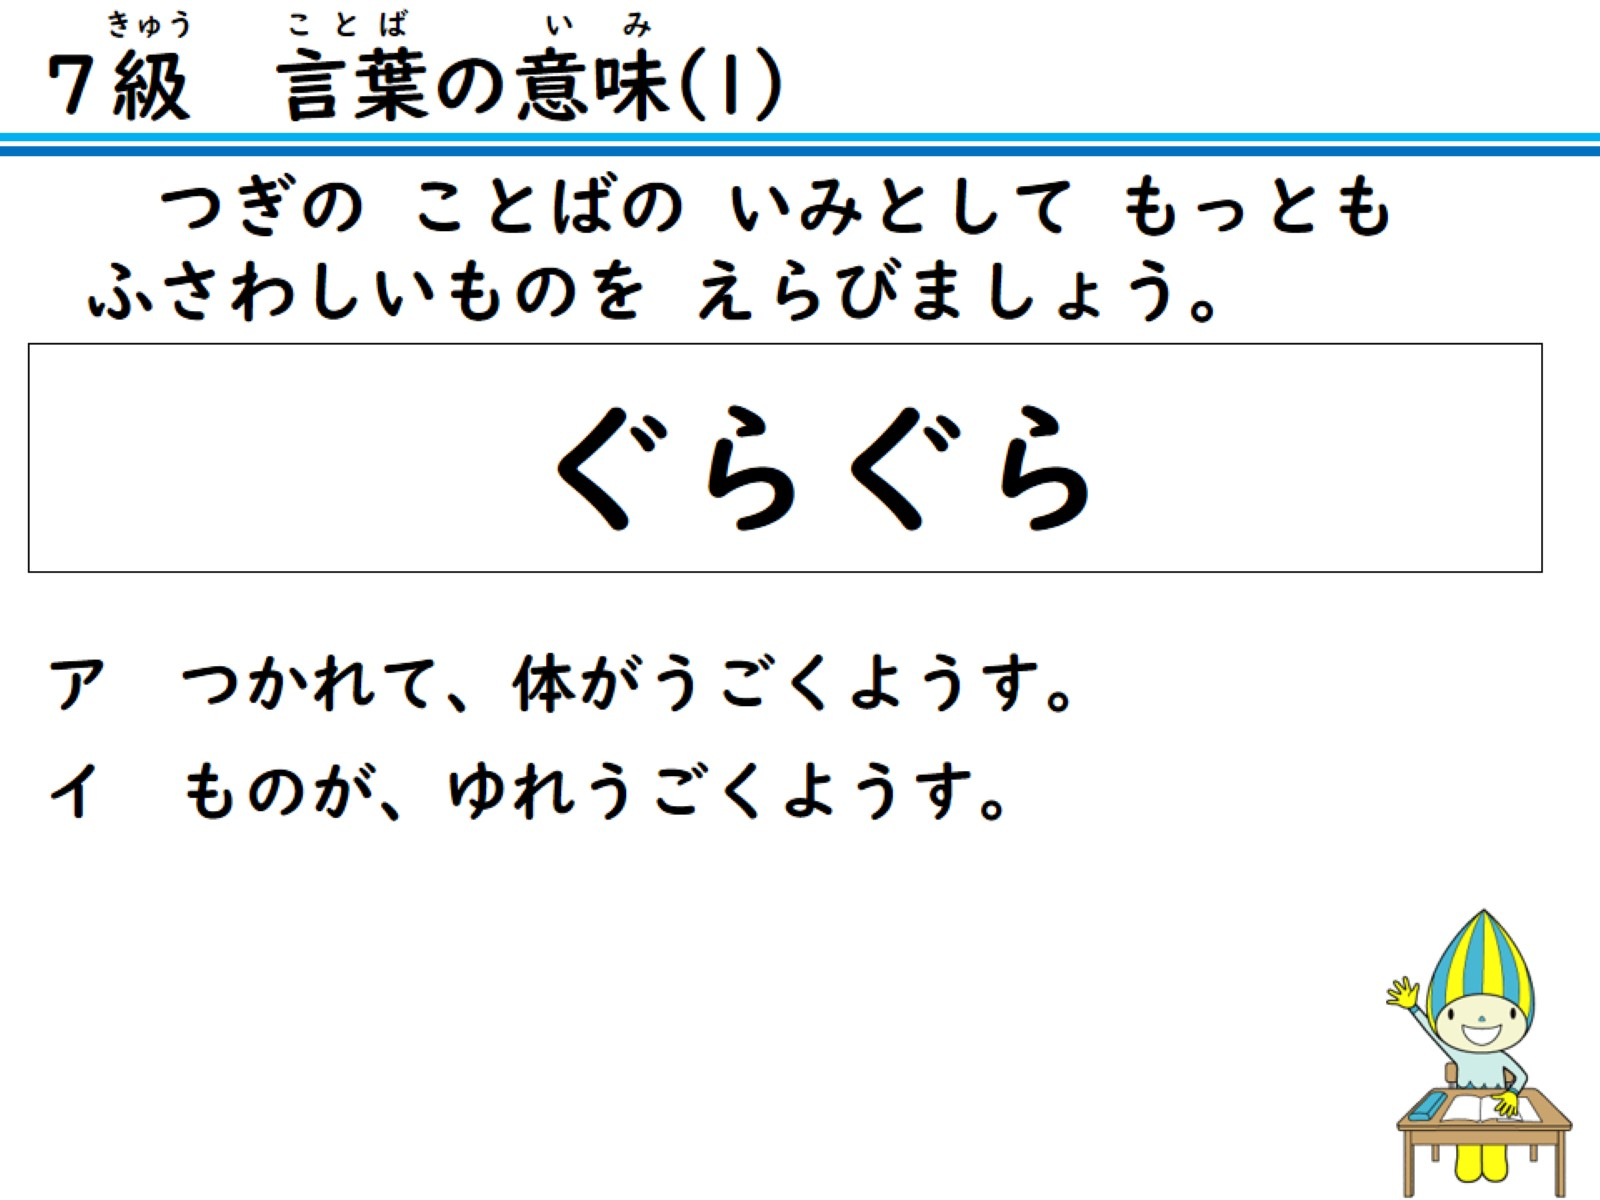 きゅう ことば い み
7級 言葉の意味(1)
つぎの ことばの いみとして もっとも
ふさわしいものを えらびましょう。
ぐらぐら
ア つかれて、体がうごくようす。
イ ものが、ゆれうごくようす。